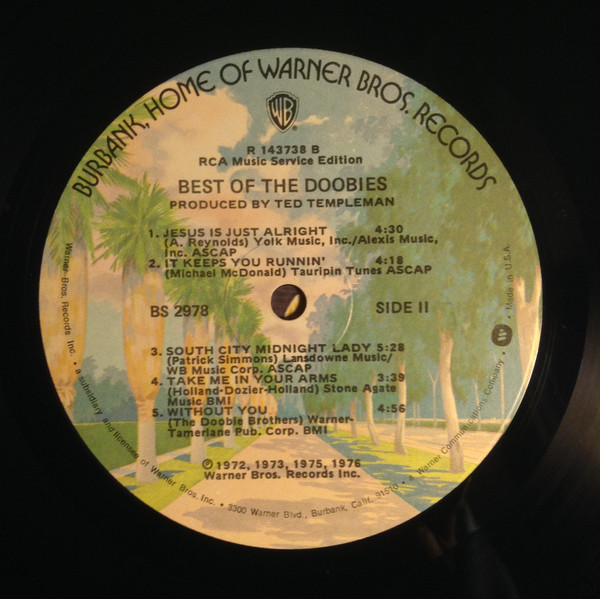 BURBANK, HOME OF WARNER BROS. RECORDS
WB
R 143738 B
RCA Music Service Edition
BEST OF THE DOOBIES
PRODUCED BY TED TEMPLEMAN
1. JESUS IS JUST ALRIGHT 4:30
(A. Reynolds) Yolk Music, Inc./Alexis Music,
Inc. ASCAP
2. IT KEEPS YOU RUNNIN' 4:18
(Michael McDonald) Tauripin Tunes ASCAP
BS 2978 SIDE II
3. SOUTH CITY MIDNIGHT LADY 5:28
(Patrick Simmons) Lansdowne Music/
WB Music Corp. ASCAP
4. TAKE ME IN YOUR ARMS 3:39
(Holland-Dozier-Holland) Stone Agate
Music BMI
5. WITHOUT YOU 4:56
(The Doobie Brothers) Warner-
Tamerlane Pub. Corp. BMI
© 1972, 1973, 1975, 1976
Warner Bros. Records Inc.
Warner Bros. Records Inc. • a subsidiary and licensee of Warner Bros. Inc. • 3300 Warner Blvd., Burbank, Calif. 91510 • a Warner Communications Company • W • Made in U.S.A.